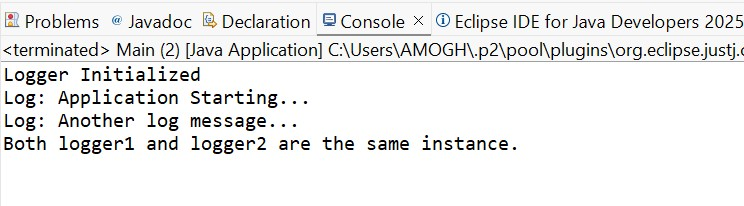 Problems @ Javadoc Declaration Console × Eclipse IDE for Java Developers 2025
<terminated> Main (2) [Java Application] C:\Users\AMOGH\.p2\pool\plugins\org.eclipse.justj.
Logger Initialized
Log: Application Starting...
Log: Another log message...
Both logger1 and logger2 are the same instance.